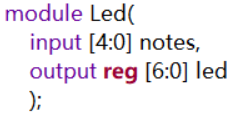 module Led(
input [4:0] notes,
output reg [6:0] led
);